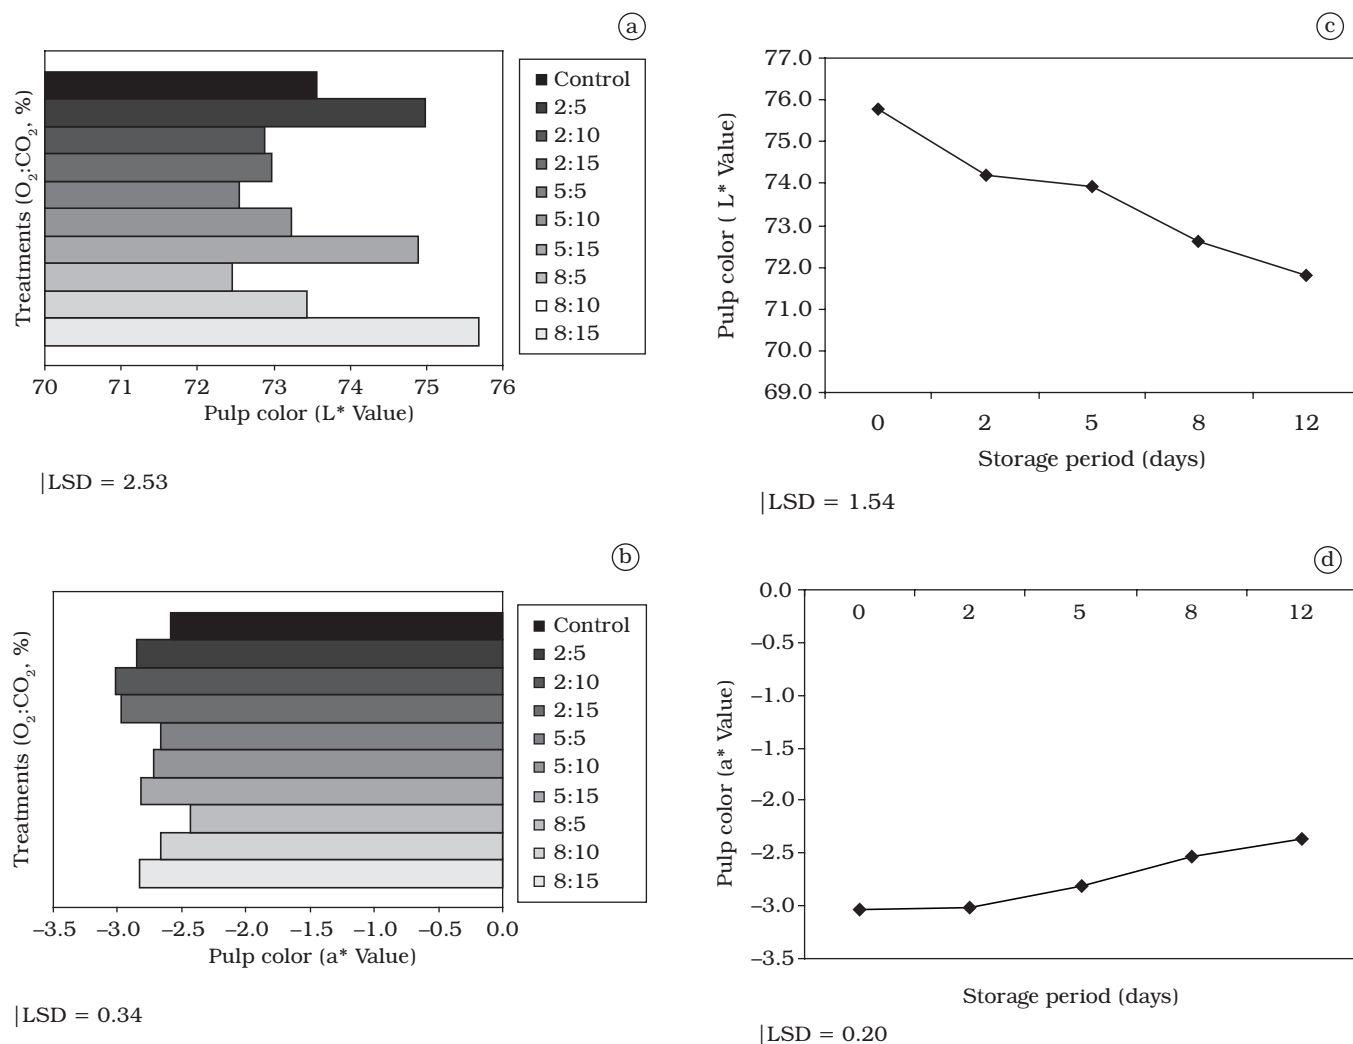 a
Treatments (O₂:CO₂, %)
Control
2:5
2:10
2:15
5:5
5:10
5:15
8:5
8:10
8:15
70 71 72 73 74 75 76
Pulp color (L* Value)
|LSD = 2.53
c
Pulp color ( L* Value)
77.0
76.0
75.0
74.0
73.0
72.0
71.0
70.0
69.0
0 2 5 8 12
Storage period (days)
|LSD = 1.54
b
Treatments (O₂:CO₂, %)
Control
2:5
2:10
2:15
5:5
5:10
5:15
8:5
8:10
8:15
–3.5 –3.0 –2.5 –2.0 –1.5 –1.0 –0.5 0.0
Pulp color (a* Value)
|LSD = 0.34
d
Pulp color (a* Value)
0.0
–0.5
–1.0
–1.5
–2.0
–2.5
–3.0
–3.5
0 2 5 8 12
Storage period (days)
|LSD = 0.20